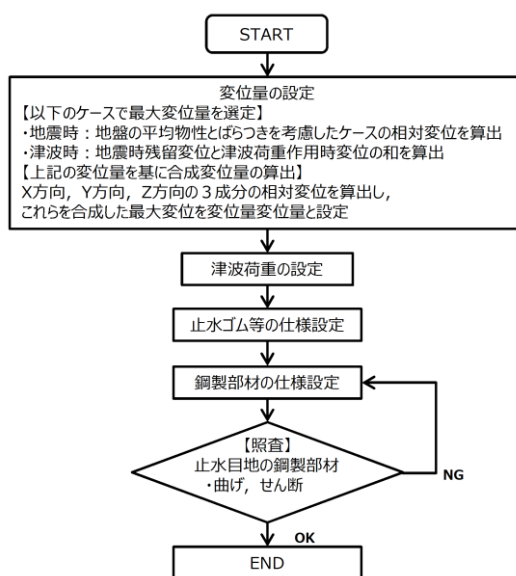 START
変位量の設定
【以下のケースで最大変位量を選定】
・地震時：地盤の平均物性とばらつきを考慮したケースの相対変位を算出
・津波時：地震時残留変位と津波荷重作用時変位の和を算出
【上記の変位量を基に合成変位量の算出】
X方向，Y方向，Z方向の３成分の相対変位を算出し，
これらを合成した最大変位を変位量変位量と設定
津波荷重の設定
止水ゴム等の仕様設定
鋼製部材の仕様設定
【照査】
止水目地の鋼製部材
・曲げ，せん断
NG
OK
END